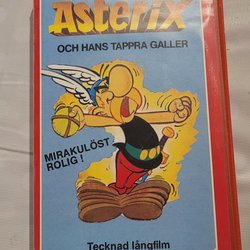 Asterix
OCH HANS TAPPRA GALLER
MIRAKULÖST
ROLIG !
Tecknad långfilm